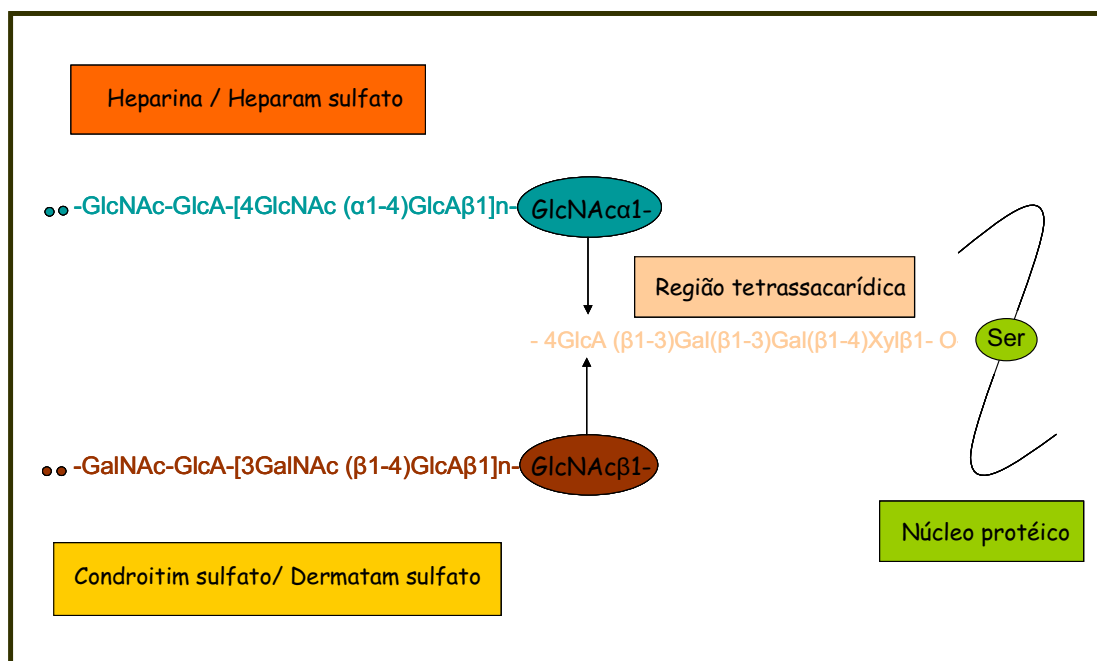 Heparina / Heparam sulfato
-GlcNAc-GlcA-[4GlcNAc (α1-4)GlcAβ1]n-
GlcNAcα1-
Região tetrassacarídica
- 4GlcA (β1-3)Gal(β1-3)Gal(β1-4)Xylβ1- O
Ser
-GalNAc-GlcA-[3GalNAc (β1-4)GlcAβ1]n-
GlcNAcβ1-
Núcleo protéico
Condroitim sulfato/ Dermatam sulfato